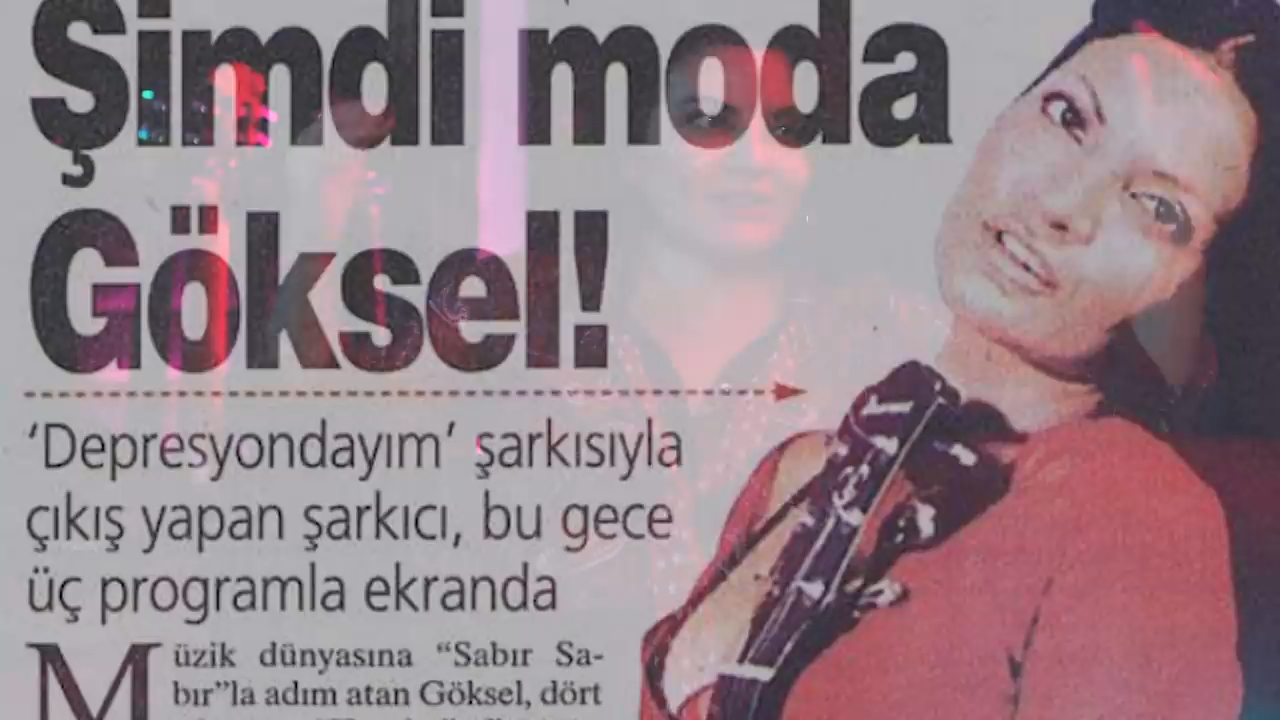 Şimdi moda
Göksel!
‘Depresyondayım’ şarkısıyla
çıkış yapan şarkıcı, bu gece
üç programla ekranda
Müzik dünyasına “Sabır Sa-
bır”la adım atan Göksel, dört